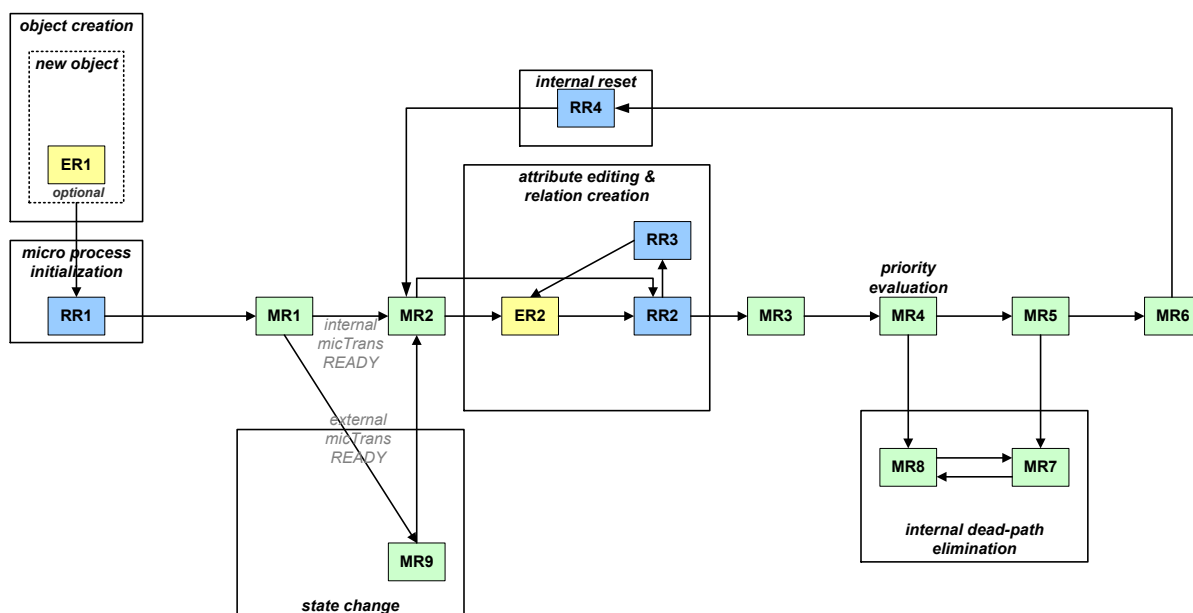 object creation
new object
ER1
optional
micro process
initialization
RR1
internal reset
RR4
attribute editing &
relation creation
RR3
ER2
RR2
MR1
internal
micTrans
READY
MR2
MR3
priority
evaluation
MR4
MR5
MR6
external
micTrans
READY
MR9
state change
MR8
MR7
internal dead-path
elimination